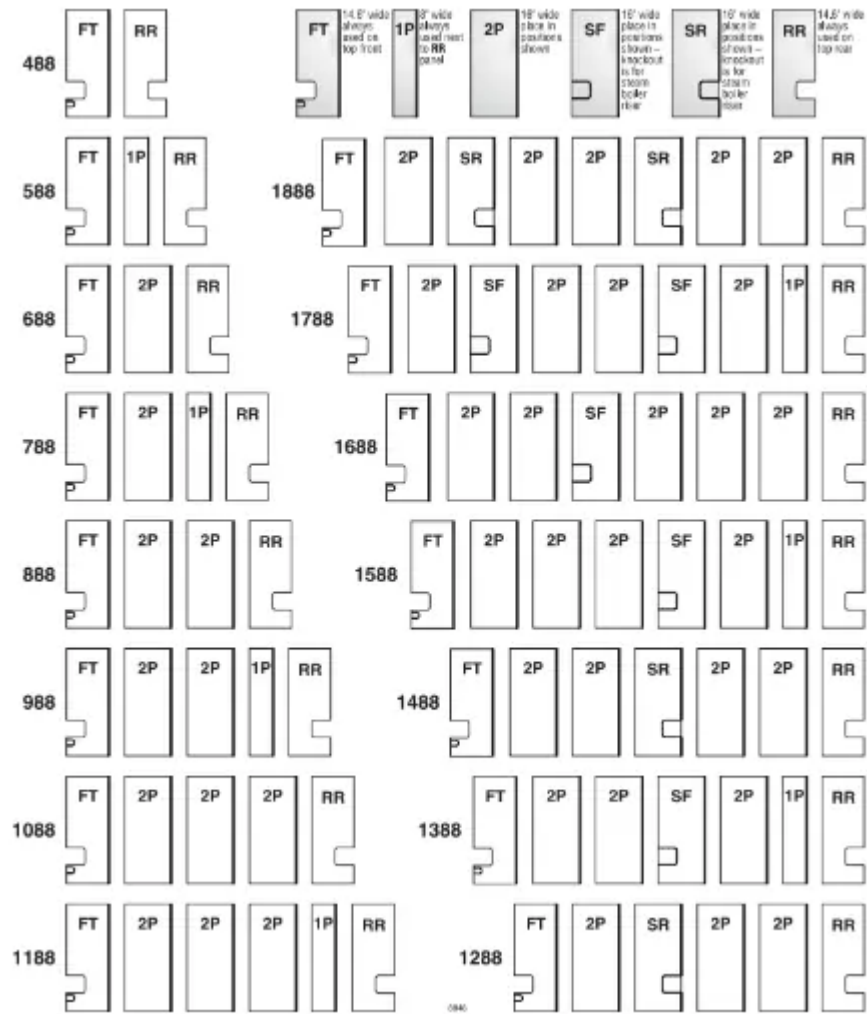 488 FT RR
FT 14.5" wide always used on top front
1P 8" wide always used next to RR panel
2P 16" wide place in positions shown
SF 16" wide place in positions shown – knockout is for steam boiler riser
SR 16" wide place in positions shown – knockout is for steam boiler riser
RR 14.5" wide always used on top rear
588 FT 1P RR
1888 FT 2P SR 2P 2P SR 2P 2P RR
688 FT 2P RR
1788 FT 2P SF 2P 2P SF 2P 1P RR
788 FT 2P 1P RR
1688 FT 2P 2P SF 2P 2P 2P RR
888 FT 2P 2P RR
1588 FT 2P 2P 2P SF 2P 1P RR
988 FT 2P 2P 1P RR
1488 FT 2P 2P SR 2P 2P RR
1088 FT 2P 2P 2P RR
1388 FT 2P 2P SF 2P 1P RR
1188 FT 2P 2P 2P 1P RR
1288 FT 2P SR 2P 2P RR